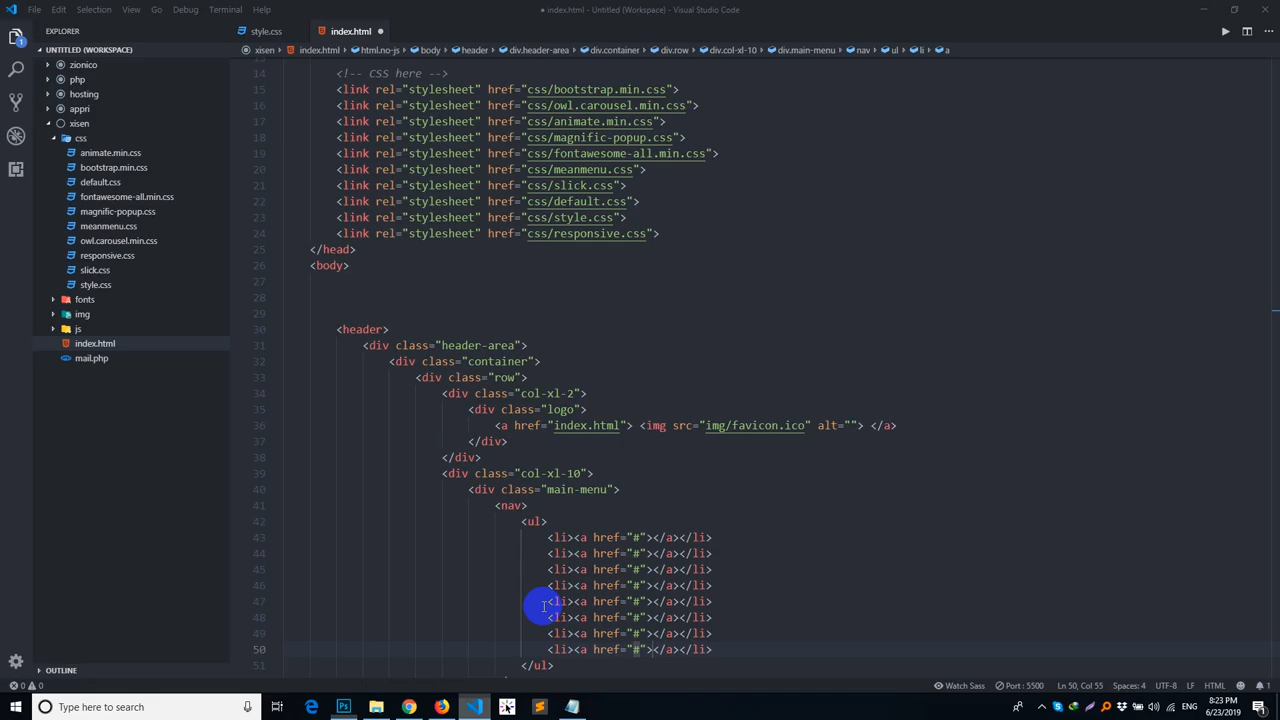 File Edit Selection View Go Debug Terminal Help
● index.html - Untitled (Workspace) - Visual Studio Code
EXPLORER
UNTITLED (WORKSPACE)
zionico
php
hosting
appri
xisen
css
animate.min.css
bootstrap.min.css
default.css
fontawesome-all.min.css
magnific-popup.css
meanmenu.css
owl.carousel.min.css
responsive.css
slick.css
style.css
fonts
img
js
index.html
mail.php
OUTLINE
style.css index.html
xisen index.html html.no-js body header div.header-area div.container div.row div.col-xl-10 div.main-menu nav ul li a
14 <!-- CSS here -->
15 <link rel="stylesheet" href="css/bootstrap.min.css">
16 <link rel="stylesheet" href="css/owl.carousel.min.css">
17 <link rel="stylesheet" href="css/animate.min.css">
18 <link rel="stylesheet" href="css/magnific-popup.css">
19 <link rel="stylesheet" href="css/fontawesome-all.min.css">
20 <link rel="stylesheet" href="css/meanmenu.css">
21 <link rel="stylesheet" href="css/slick.css">
22 <link rel="stylesheet" href="css/default.css">
23 <link rel="stylesheet" href="css/style.css">
24 <link rel="stylesheet" href="css/responsive.css">
25 </head>
26 <body>
27
28
29
30 <header>
31 <div class="header-area">
32 <div class="container">
33 <div class="row">
34 <div class="col-xl-2">
35 <div class="logo">
36 <a href="index.html"> <img src="img/favicon.ico" alt=""> </a>
37 </div>
38 </div>
39 <div class="col-xl-10">
40 <div class="main-menu">
41 <nav>
42 <ul>
43 <li><a href="#"></a></li>
44 <li><a href="#"></a></li>
45 <li><a href="#"></a></li>
46 <li><a href="#"></a></li>
47 <li><a href="#"></a></li>
48 <li><a href="#"></a></li>
49 <li><a href="#"></a></li>
50 <li><a href="#"></a></li>
51 </ul>
0 0 Watch Sass Port : 5500 Ln 50, Col 55 Spaces: 4 UTF-8 LF HTML 1
Type here to search
8:23 PM
6/23/2019